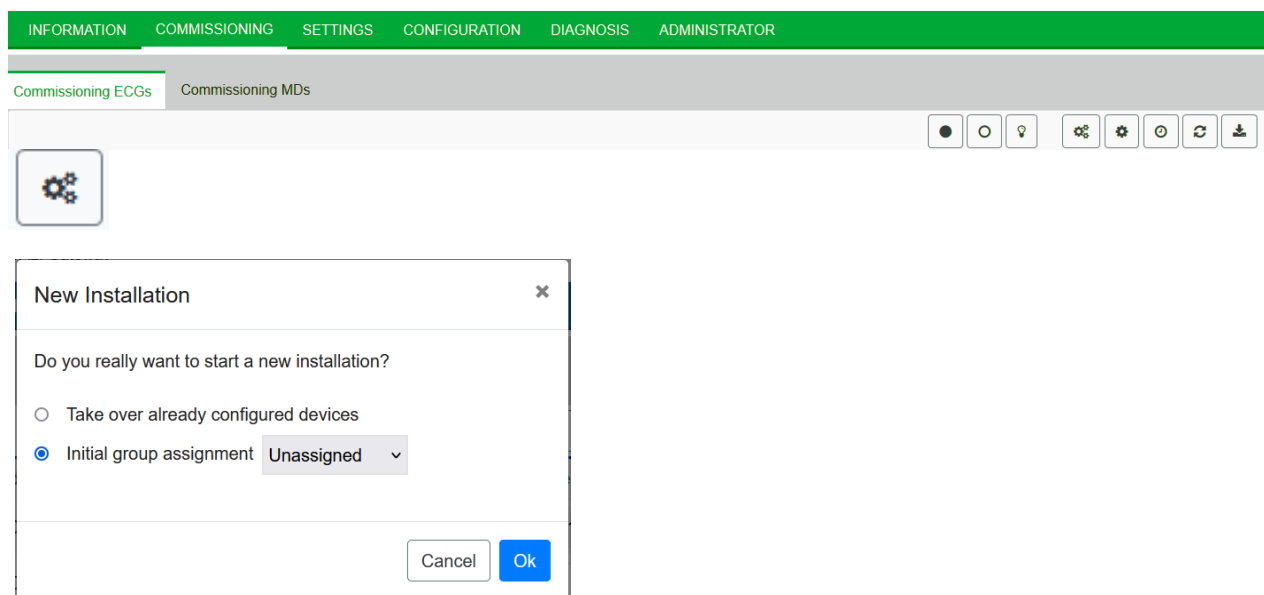 INFORMATION COMMISSIONING SETTINGS CONFIGURATION DIAGNOSIS ADMINISTRATOR
Commissioning ECGs Commissioning MDs
New Installation
Do you really want to start a new installation?
Take over already configured devices
Initial group assignment Unassigned
Cancel Ok